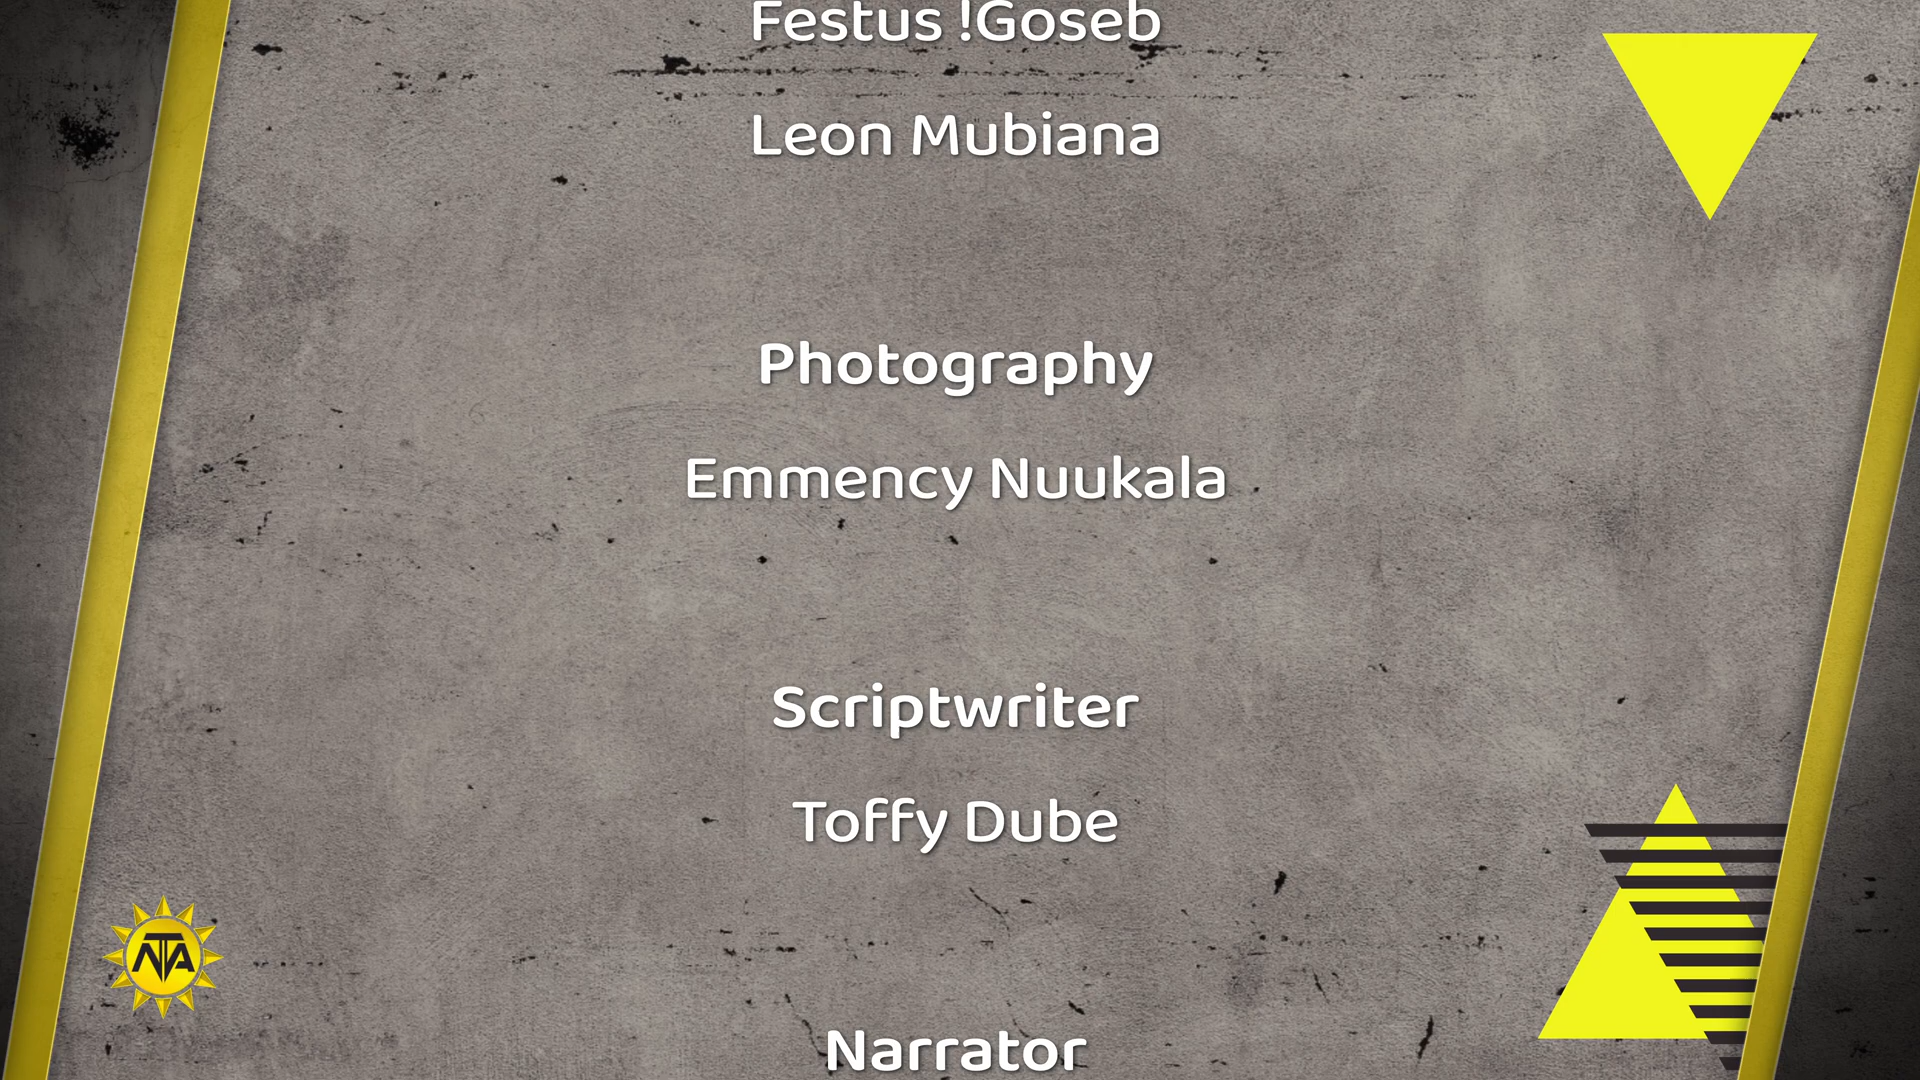 Festus !Goseb
Leon Mubiana
Photography
Emmency Nuukala
Scriptwriter
Toffy Dube
NTA
Narrator